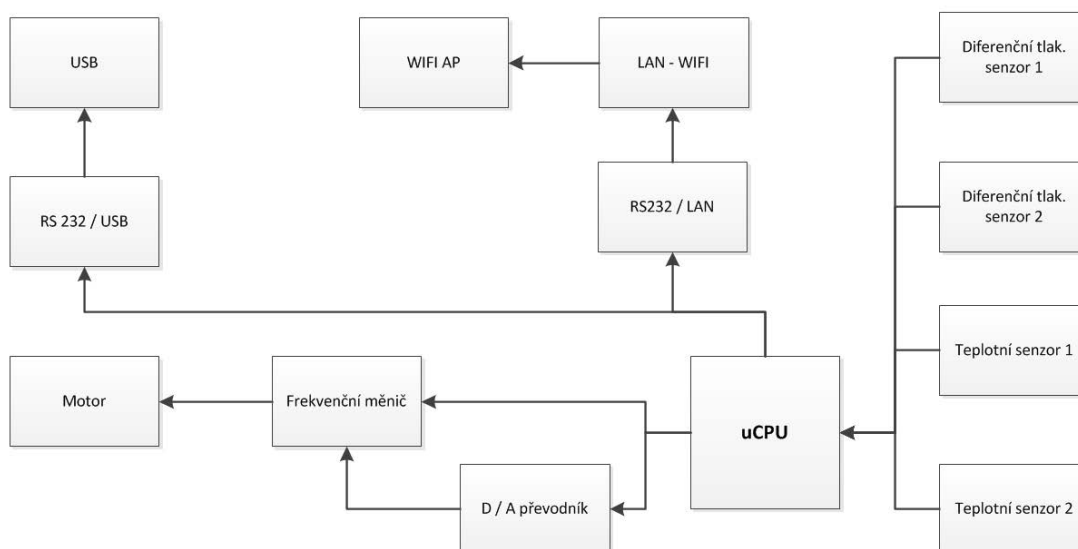 USB
WIFI AP
LAN - WIFI
Diferenční tlak.
senzor 1
RS 232 / USB
RS232 / LAN
Diferenční tlak.
senzor 2
Motor
Frekvenční měnič
uCPU
Teplotní senzor 1
D / A převodník
Teplotní senzor 2